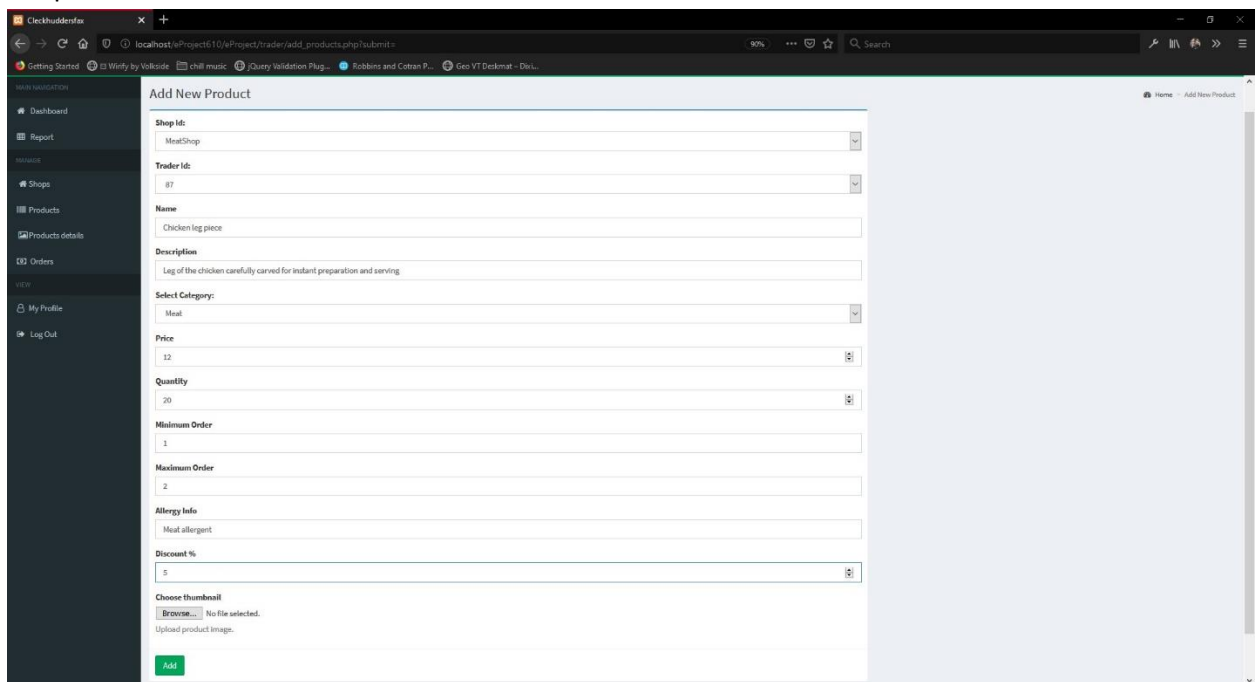 Cleckhuddersfax
localhost/eProject610/eProject/trader/add_products.php?submit=
90%
Search
Getting Started
Wirify by Volkside
chill music
jQuery Validation Plug...
Robbins and Cotran P...
Geo VT Deskmat – Dixi...
MAIN NAVIGATION
Dashboard
Report
MANAGE
Shops
Products
Products details
Orders
VIEW
My Profile
Log Out
Add New Product
Home > Add New Product
Shop Id:
MeatShop
Trader Id:
87
Name
Chicken leg piece
Description
Leg of the chicken carefully carved for instant preparation and serving
Select Category:
Meat
Price
12
Quantity
20
Minimum Order
1
Maximum Order
2
Allergy Info
Meat allergent
Discount %
5
Choose thumbnail
Browse... No file selected.
Upload product image.
Add